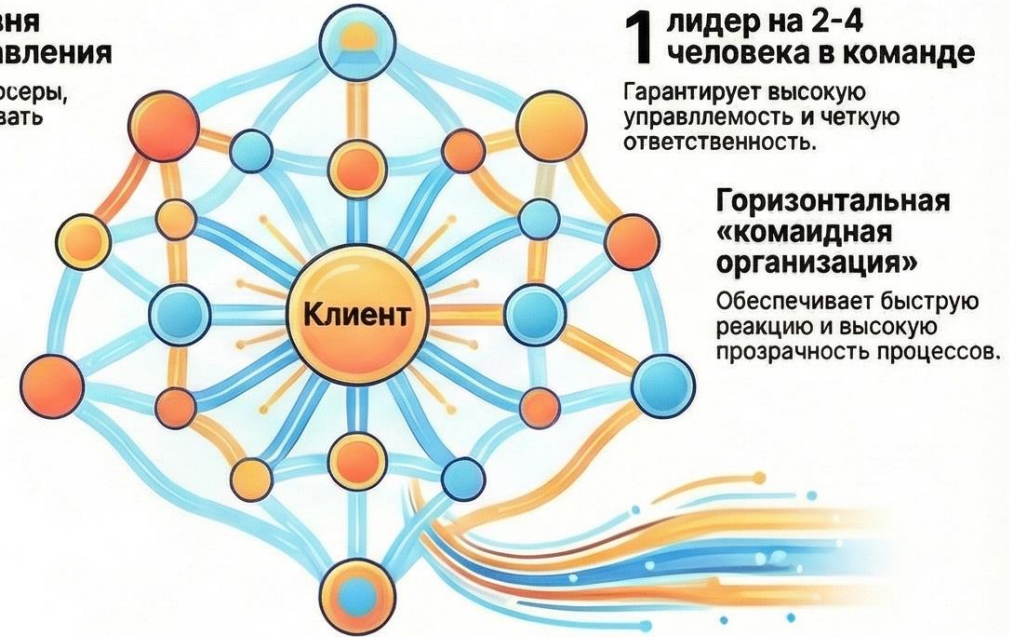 вня
авления
осеры,
вать
1 лидер на 2-4
человека в команде
Гарантирует высокую
управллемость и четкую
ответственность.
Горизонтальная
«комаидная
организация»
Обеспечивает быструю
реакцию и высокую
прозрачность процессов.
Клиент